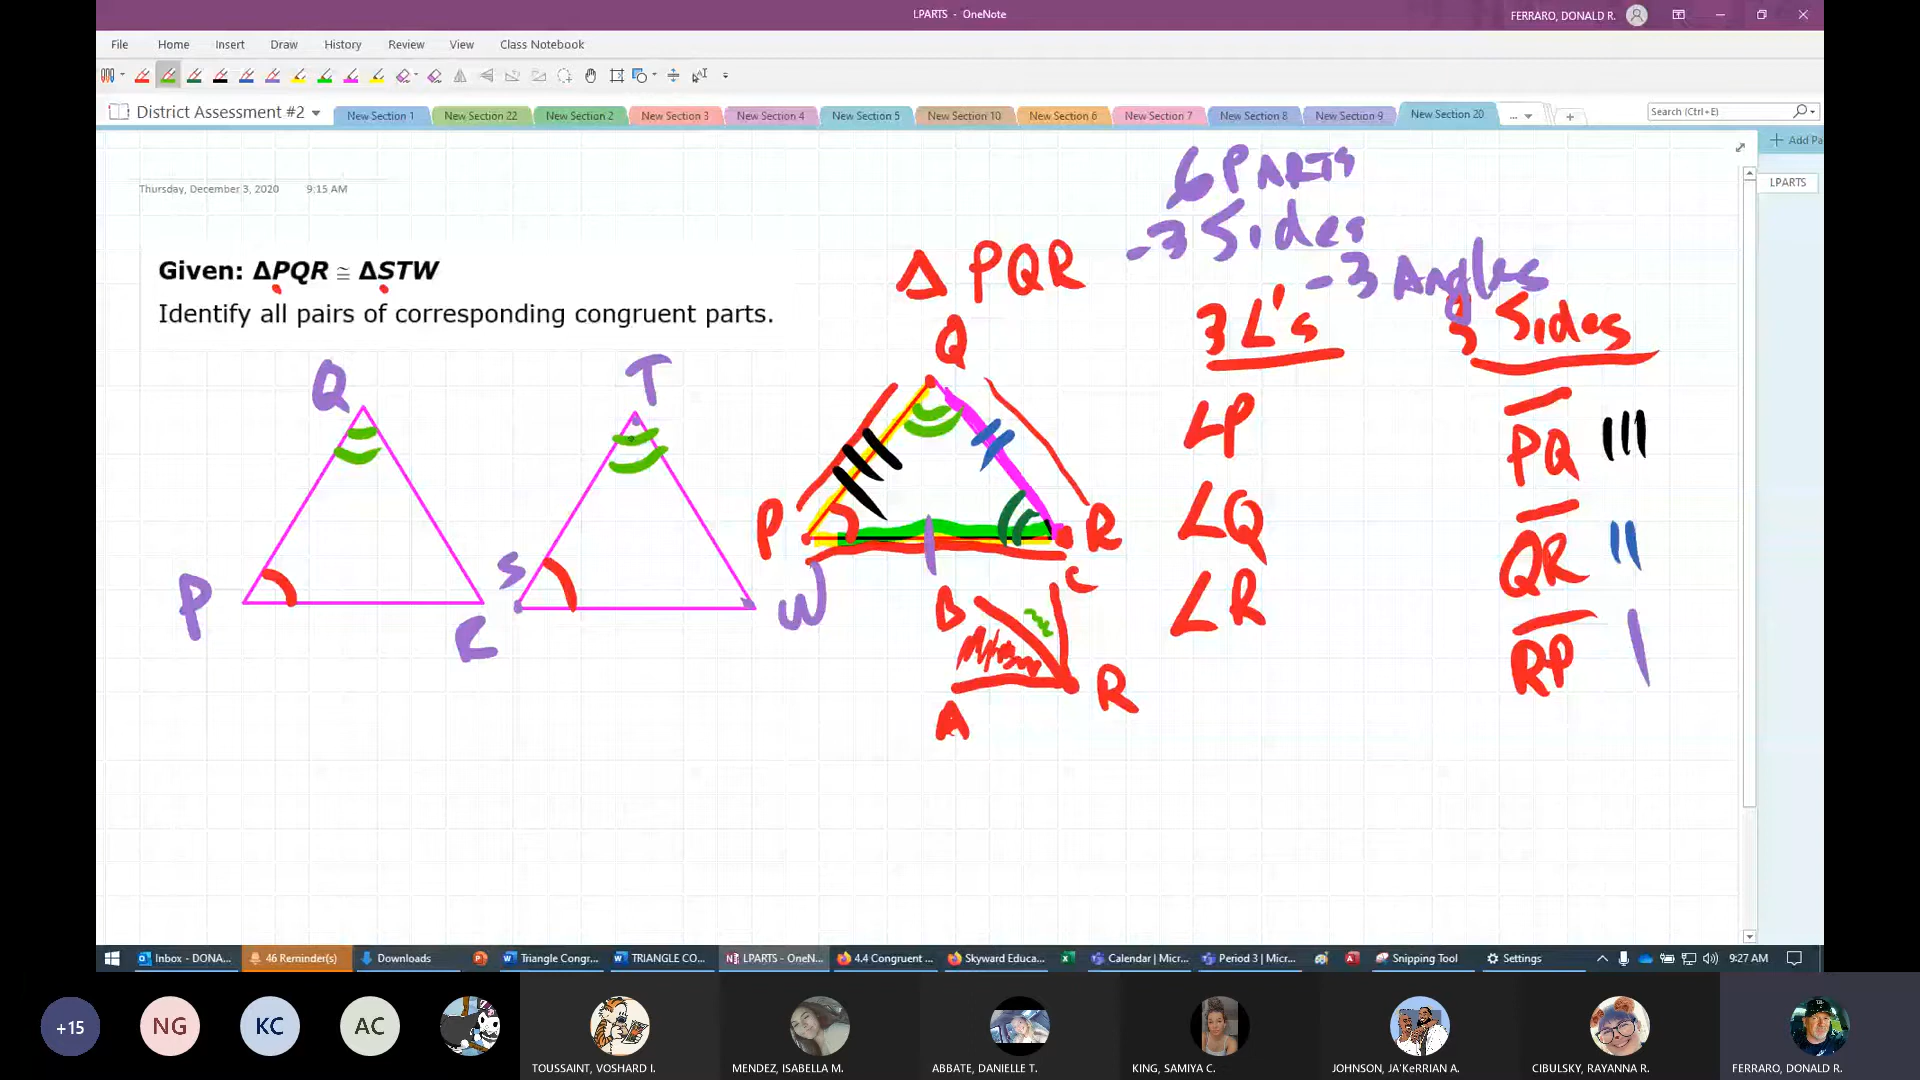 LPARTS - OneNote
FERRARO, DONALD R.
File Home Insert Draw History Review View Class Notebook
District Assessment #2
New Section 1 New Section 22 New Section 2 New Section 3 New Section 4 New Section 5 New Section 10 New Section 6 New Section 7 New Section 8 New Section 9 New Section 20 ...
Search (Ctrl+E)
Add Pa
LPARTS
Thursday, December 3, 2020 9:15 AM
6 PARTS
-3 Sides
-3 Angles
Given: ΔPQR ≅ ΔSTW
Identify all pairs of corresponding congruent parts.
Δ PQR
3 ∠'s
3 Sides
Q
T
Q
P
R
S
W
P
R
∠P
∠Q
∠R
PQ
QR
RP
B
C
A
R
Inbox - DONA...
46 Reminder(s)
Downloads
Triangle Congr...
TRIANGLE CO...
LPARTS - OneN...
4.4 Congruent ...
Skyward Educa...
Calendar | Micr...
Period 3 | Micr...
Snipping Tool
Settings
9:27 AM
+15
NG
KC
AC
TOUSSAINT, VOSHARD I.
MENDEZ, ISABELLA M.
ABBATE, DANIELLE T.
KING, SAMIYA C.
JOHNSON, JA'KeRRIAN A.
CIBULSKY, RAYANNA R.
FERRARO, DONALD R.